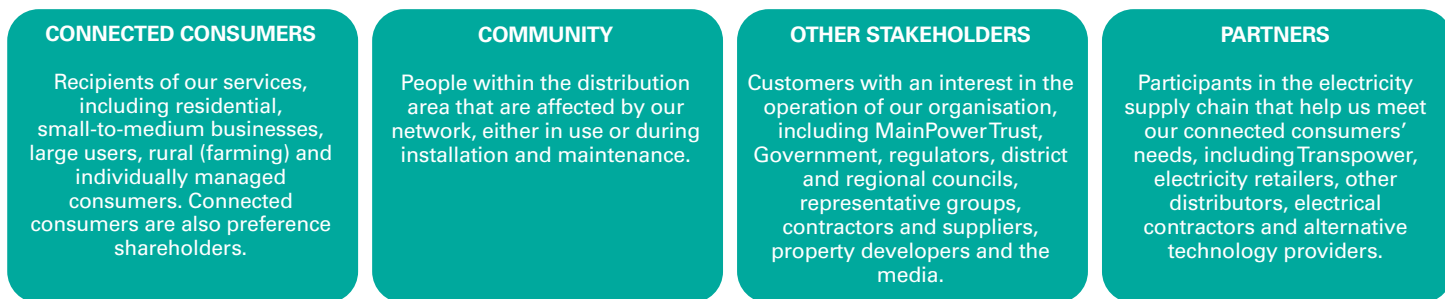 CONNECTED CONSUMERS
Recipients of our services,
including residential,
small-to-medium businesses,
large users, rural (farming) and
individually managed
consumers. Connected
consumers are also preference
shareholders.
COMMUNITY
People within the distribution
area that are affected by our
network, either in use or during
installation and maintenance.
OTHER STAKEHOLDERS
Customers with an interest in the
operation of our organisation,
including MainPower Trust,
Government, regulators, district
and regional councils,
representative groups,
contractors and suppliers,
property developers and the
media.
PARTNERS
Participants in the electricity
supply chain that help us meet
our connected consumers’
needs, including Transpower,
electricity retailers, other
distributors, electrical
contractors and alternative
technology providers.